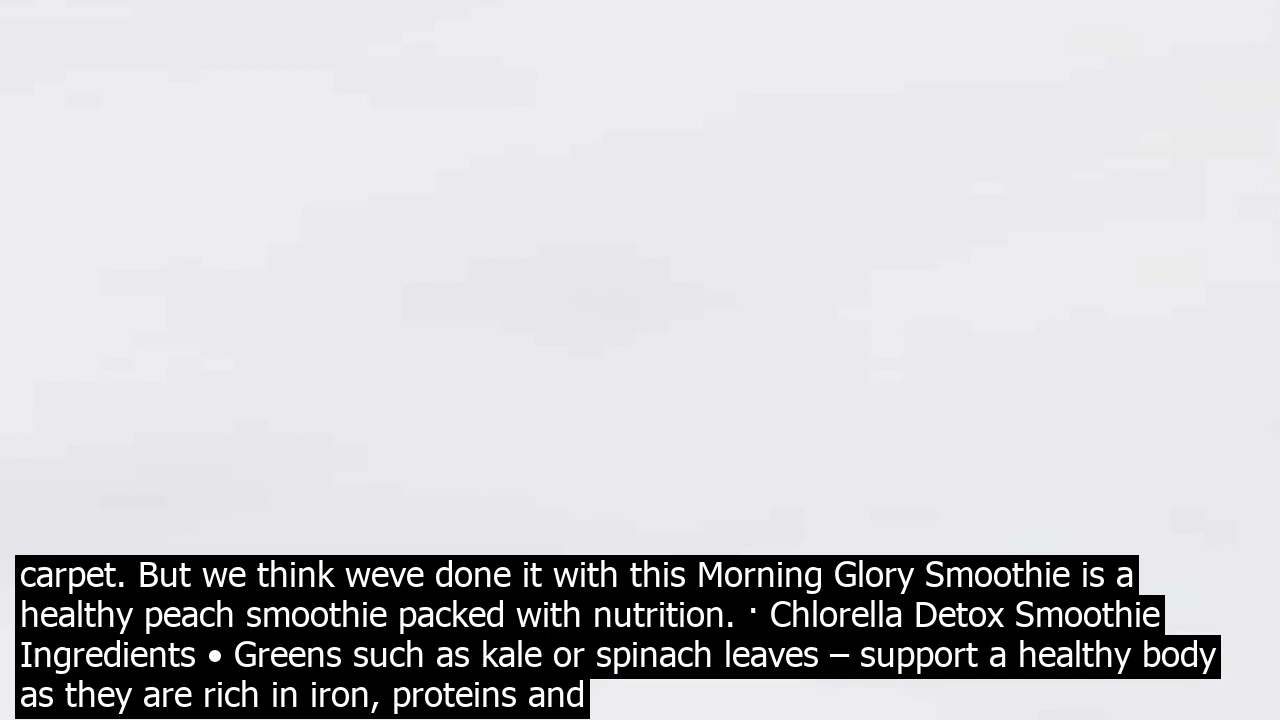 carpet. But we think weve done it with this Morning Glory Smoothie is a
healthy peach smoothie packed with nutrition. · Chlorella Detox Smoothie
Ingredients • Greens such as kale or spinach leaves – support a healthy body
as they are rich in iron, proteins and